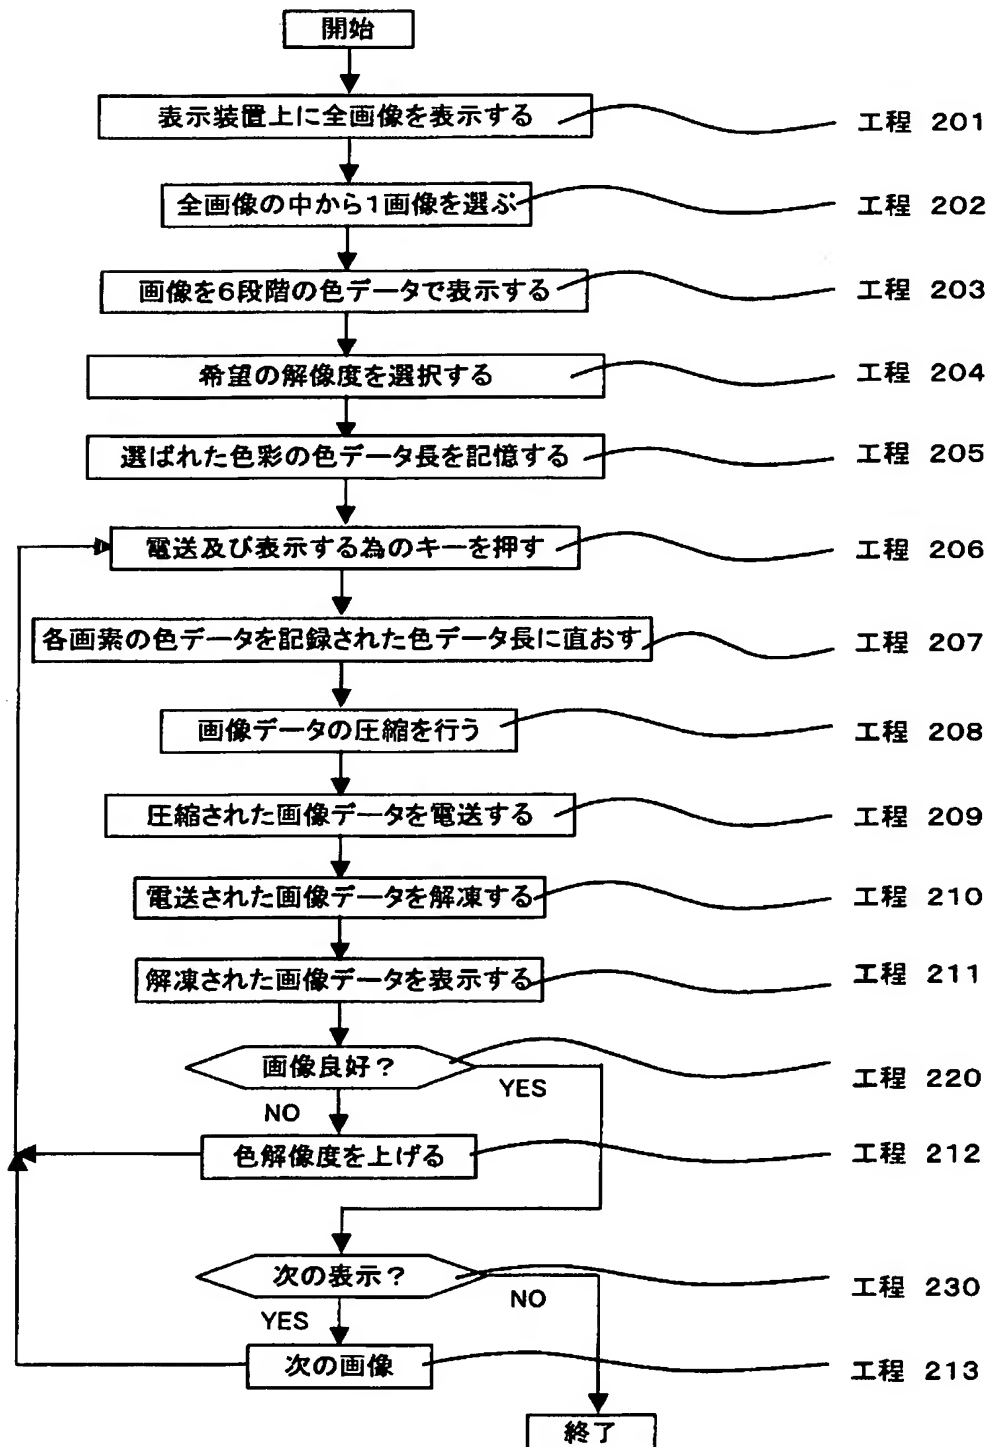 開始
表示装置上に全画像を表示する
工程 201
全画像の中から1画像を選ぶ
工程 202
画像を6段階の色データで表示する
工程 203
希望の解像度を選択する
工程 204
選ばれた色彩の色データ長を記憶する
工程 205
電送及び表示する為のキーを押す
工程 206
各画素の色データを記録された色データ長に直おす
工程 207
画像データの圧縮を行う
工程 208
圧縮された画像データを電送する
工程 209
電送された画像データを解凍する
工程 210
解凍された画像データを表示する
工程 211
画像良好?
工程 220
YES
NO
色解像度を上げる
工程 212
次の表示?
工程 230
NO
YES
次の画像
工程 213
終了